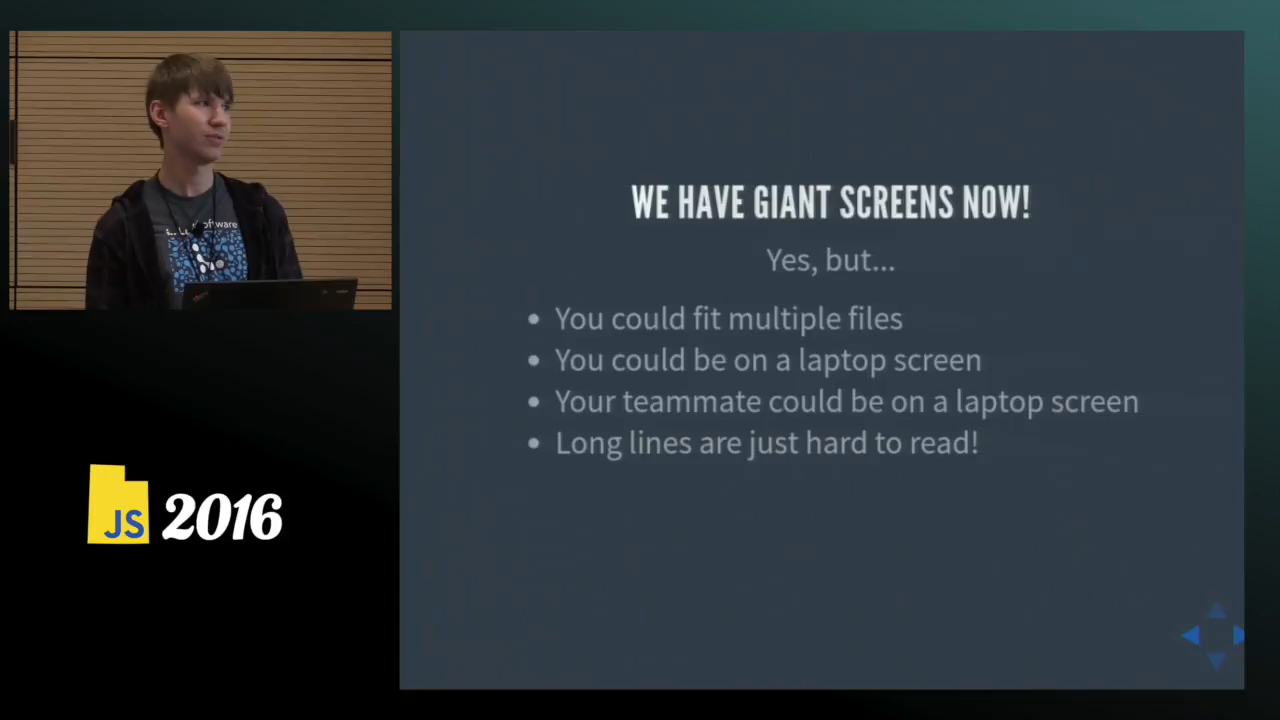 WE HAVE GIANT SCREENS NOW!
Yes, but...
• You could fit multiple files
• You could be on a laptop screen
• Your teammate could be on a laptop screen
• Long lines are just hard to read!
JS 2016